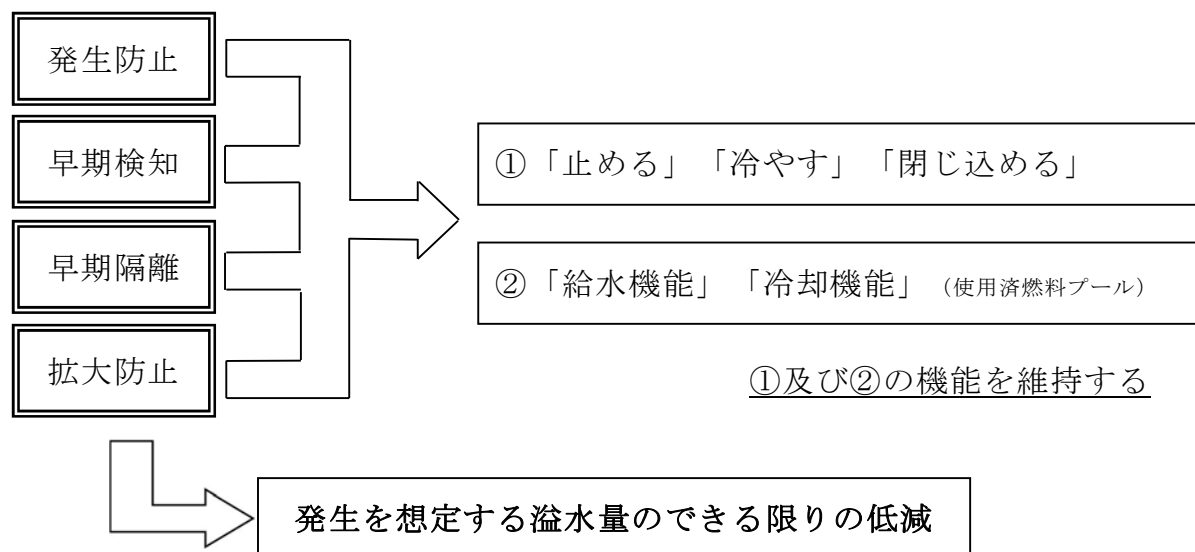 発生防止
早期検知
早期隔離
拡大防止
①「止める」「冷やす」「閉じ込める」
②「給水機能」「冷却機能」（使用済燃料プール）
①及び②の機能を維持する
発生を想定する溢水量のできる限りの低減